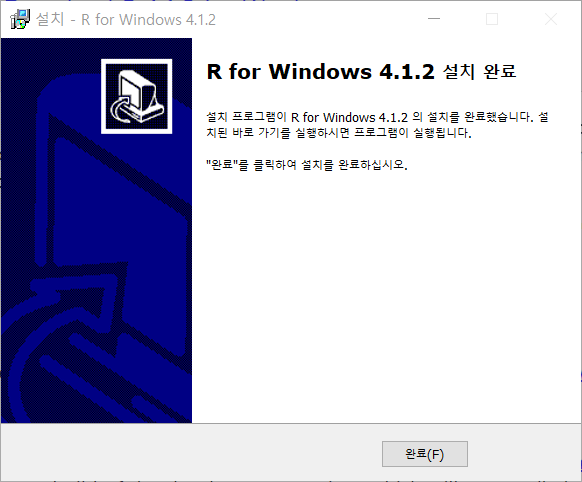 설치 - R for Windows 4.1.2
R for Windows 4.1.2 설치 완료
설치 프로그램이 R for Windows 4.1.2 의 설치를 완료했습니다. 설
치된 바로 가기를 실행하시면 프로그램이 실행됩니다.
"완료"를 클릭하여 설치를 완료하십시오.
완료(F)